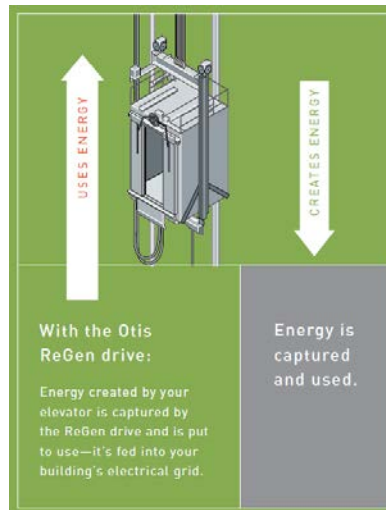 USES ENERGY
CREATES ENERGY
With the Otis
ReGen drive:
Energy created by your
elevator is captured by
the ReGen drive and is put
to use—it's fed into your
building's electrical grid.
Energy is
captured
and used.